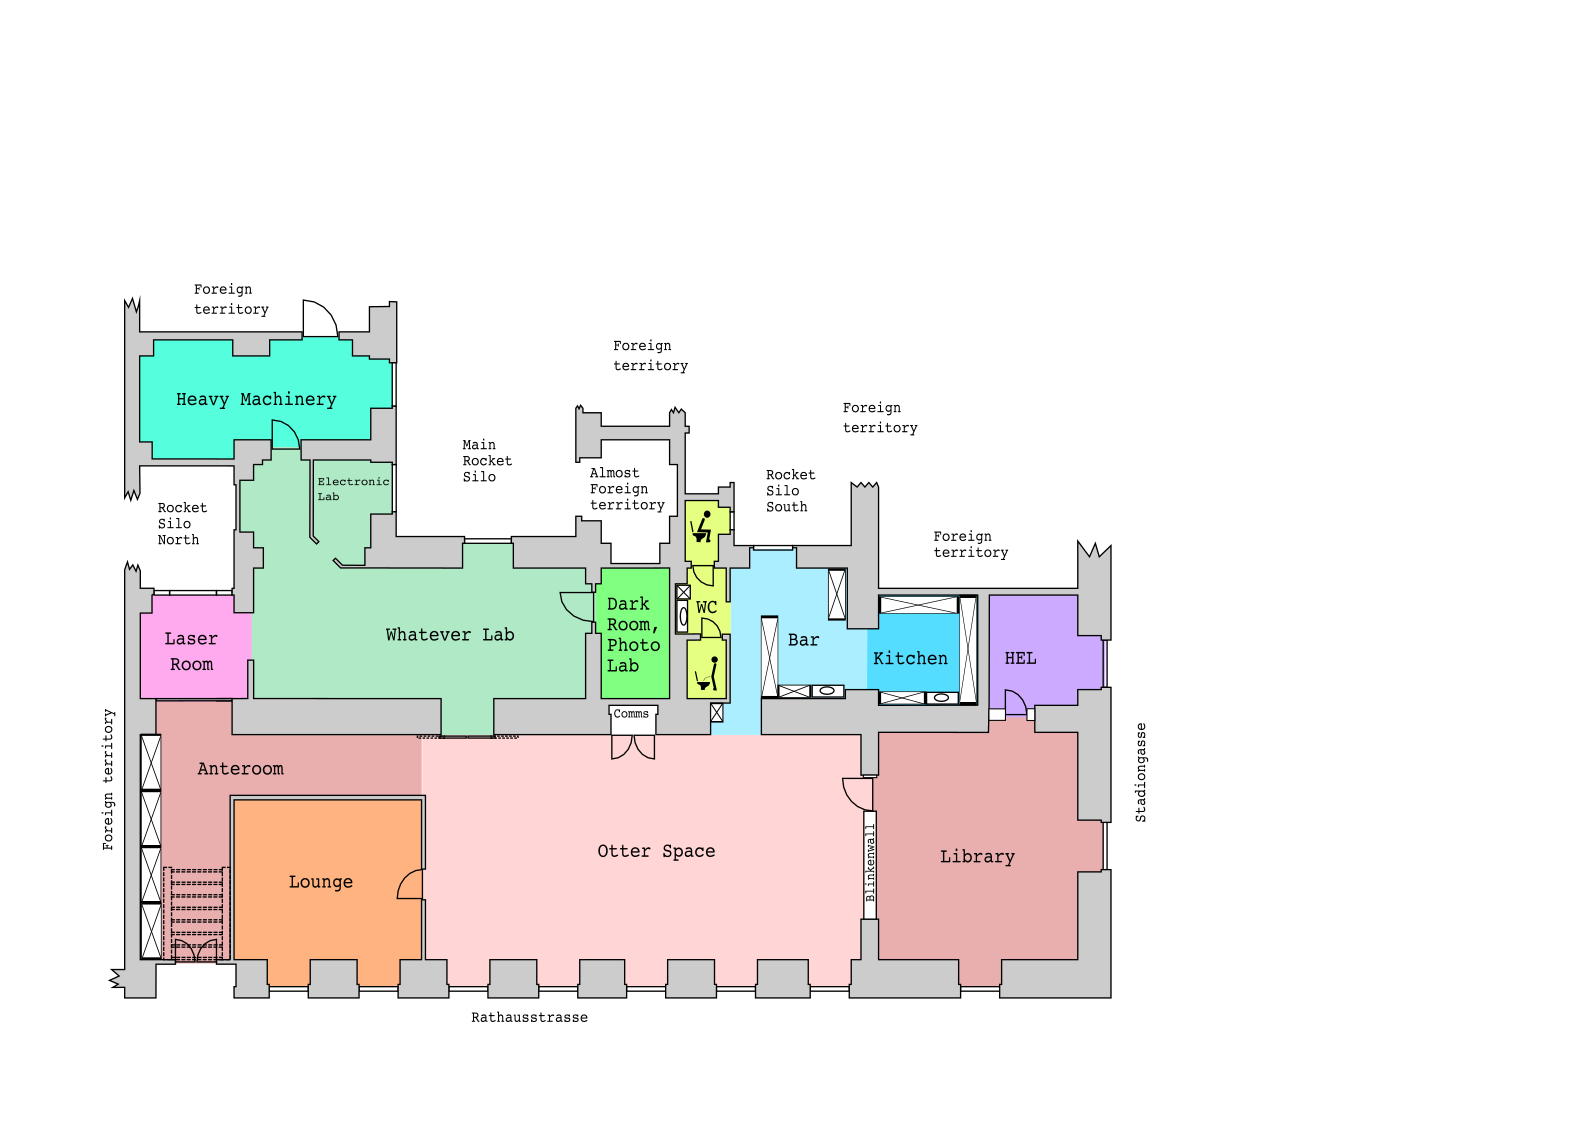 Foreign
territory
Foreign
territory
Heavy Machinery
Foreign
territory
Main
Rocket
Silo
Almost
Foreign
territory
Rocket
Silo
South
Electronic
Lab
Rocket
Silo
North
Foreign
territory
Dark
Room,
Photo
Lab
WC
Laser
Room
Whatever Lab
Bar
Kitchen
HEL
Comms
Foreign territory
Anteroom
Stadiongasse
Otter Space
Blinkenwall
Library
Lounge
Rathausstrasse